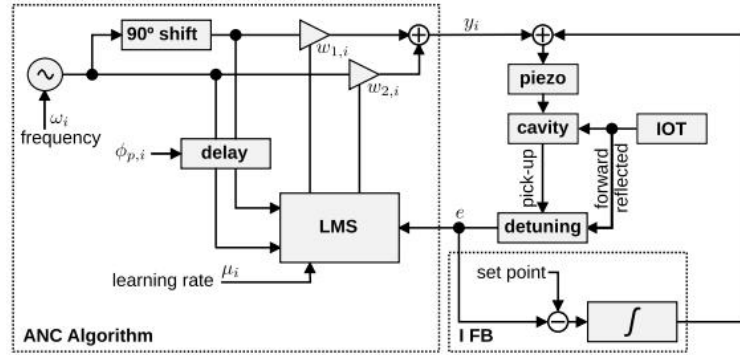 90º shift
w1,i
w2,i
yi
piezo
ωi
frequency
ϕp,i
delay
cavity
IOT
pick-up
forward
reflected
LMS
e
detuning
learning rate
μi
set point
∫
ANC Algorithm
I FB